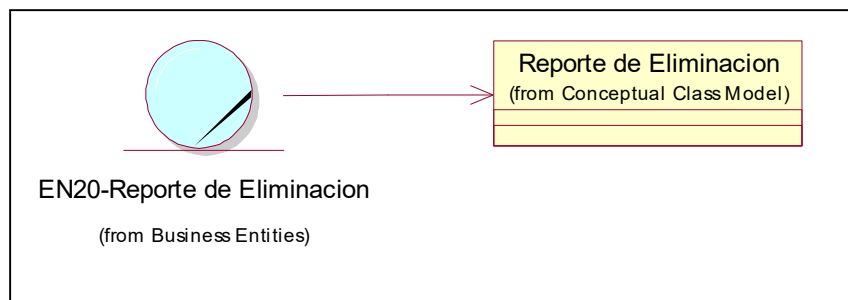 Reporte de Eliminacion
(from Conceptual Class Model)
EN20-Reporte de Eliminacion
(from Business Entities)